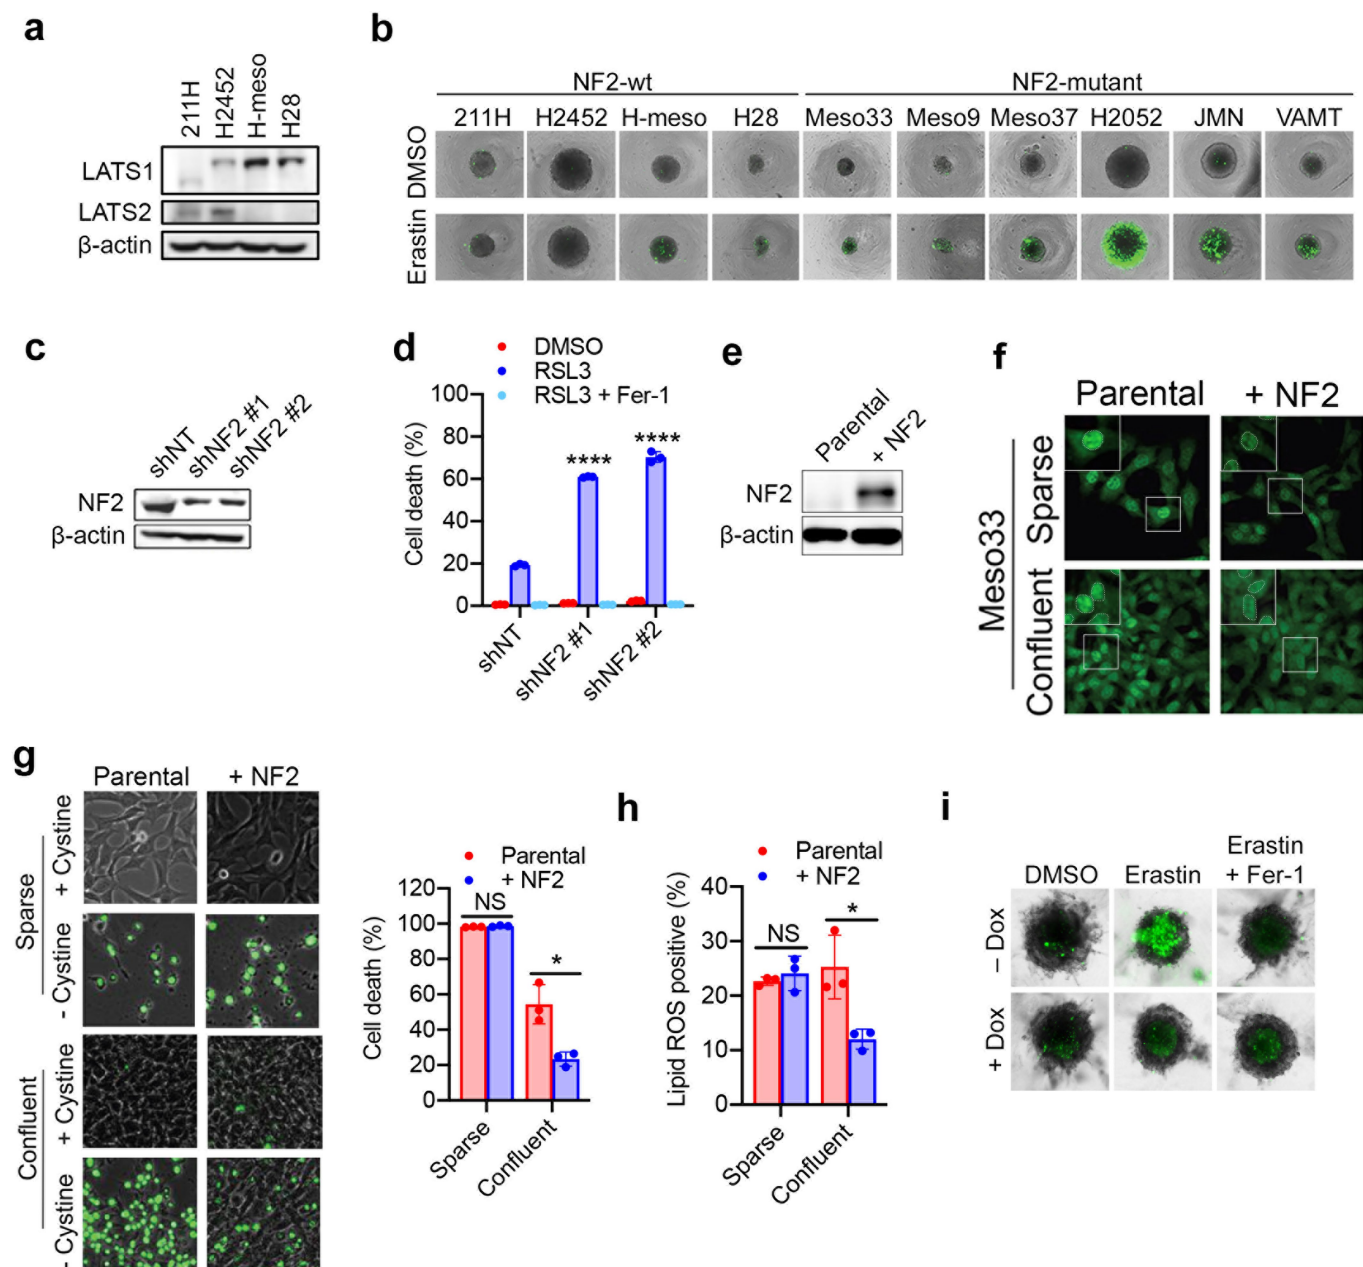 a
211H
H2452
H-meso
H28
LATS1
LATS2
β-actin
b
NF2-wt
NF2-mutant
211H H2452 H-meso H28 Meso33 Meso9 Meso37 H2052 JMN VAMT
DMSO
Erastin
c
shNT
shNF2 #1
shNF2 #2
NF2
β-actin
d
DMSO
RSL3
RSL3 + Fer-1
Cell death (%)
100
80
60
40
20
0
****
****
shNT
shNF2 #1
shNF2 #2
e
Parental
+ NF2
NF2
β-actin
f
Parental + NF2
Meso33
Sparse
Confluent
g
Parental + NF2
Sparse
+ Cystine
- Cystine
Confluent
+ Cystine
- Cystine
Parental
+ NF2
Cell death (%)
120
100
80
60
40
20
0
NS
*
Sparse
Confluent
h
Parental
+ NF2
Lipid ROS positive (%)
40
30
20
10
0
NS
*
Sparse
Confluent
i
DMSO
Erastin
Erastin
+ Fer-1
– Dox
+ Dox